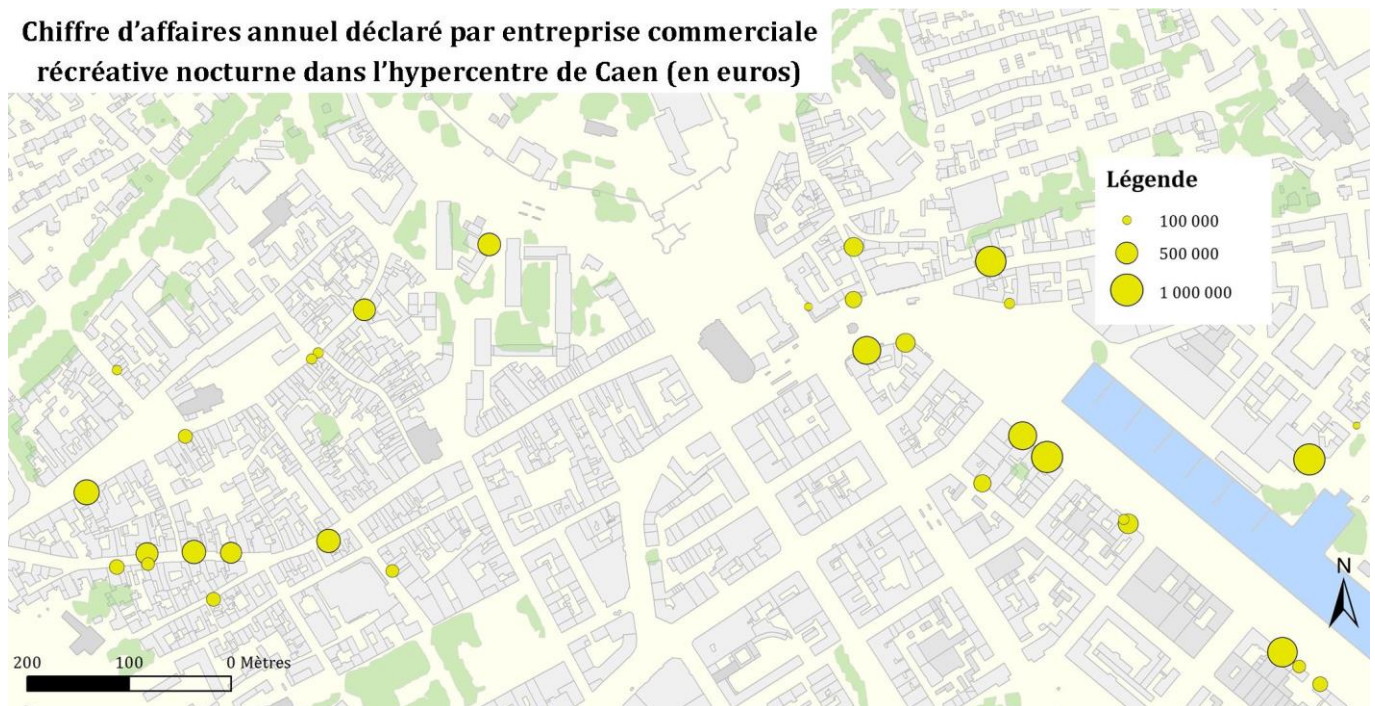 Chiffre d’affaires annuel déclaré par entreprise commerciale
récréative nocturne dans l’hypercentre de Caen (en euros)
Légende
100 000
500 000
1 000 000
N
200 100 0 Mètres